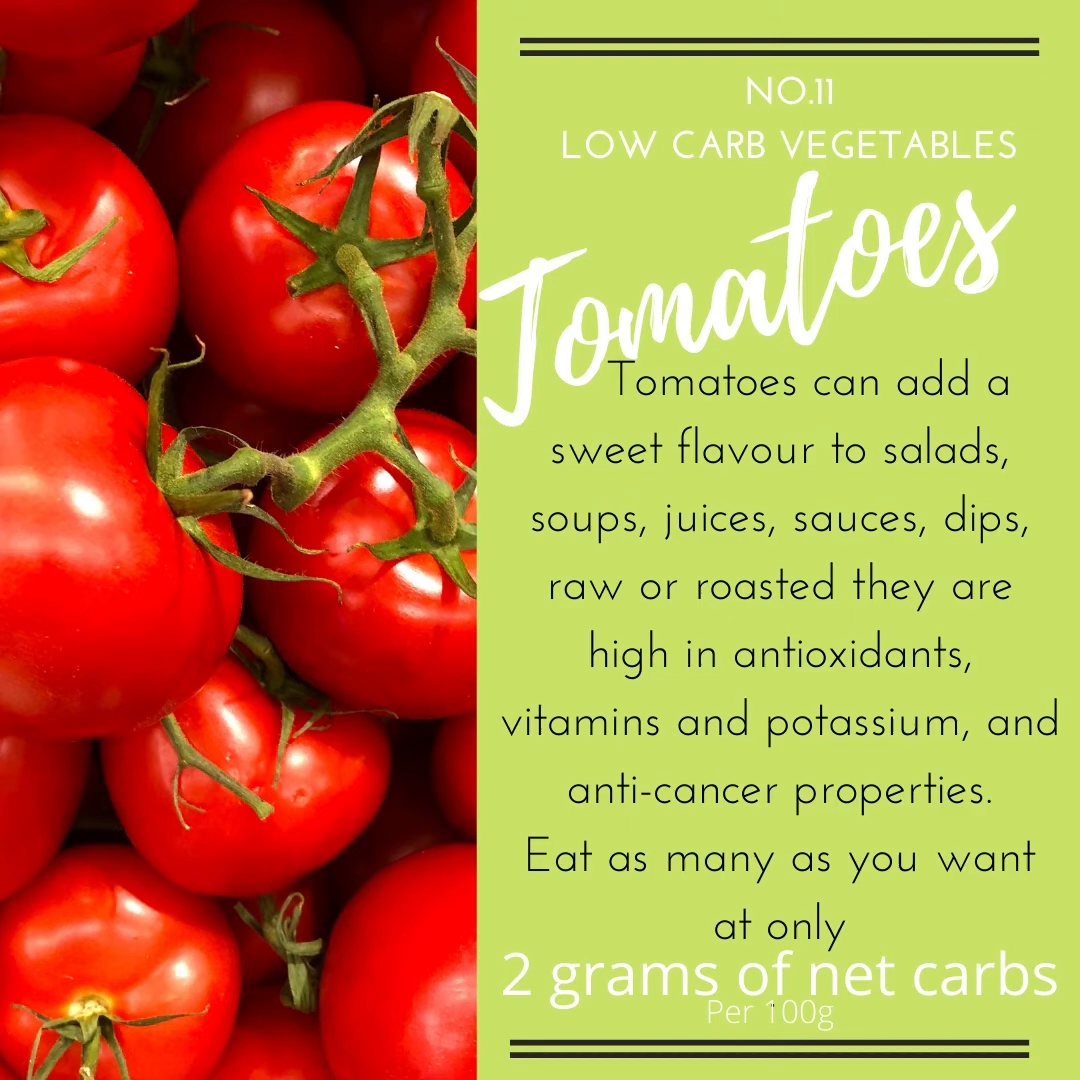 NO.11
LOW CARB VEGETABLES
Tomatoes
Tomatoes can add a
sweet flavour to salads,
soups, juices, sauces, dips,
raw or roasted they are
high in antioxidants,
vitamins and potassium, and
anti-cancer properties.
Eat as many as you want
at only
2 grams of net carbs
Per 100g